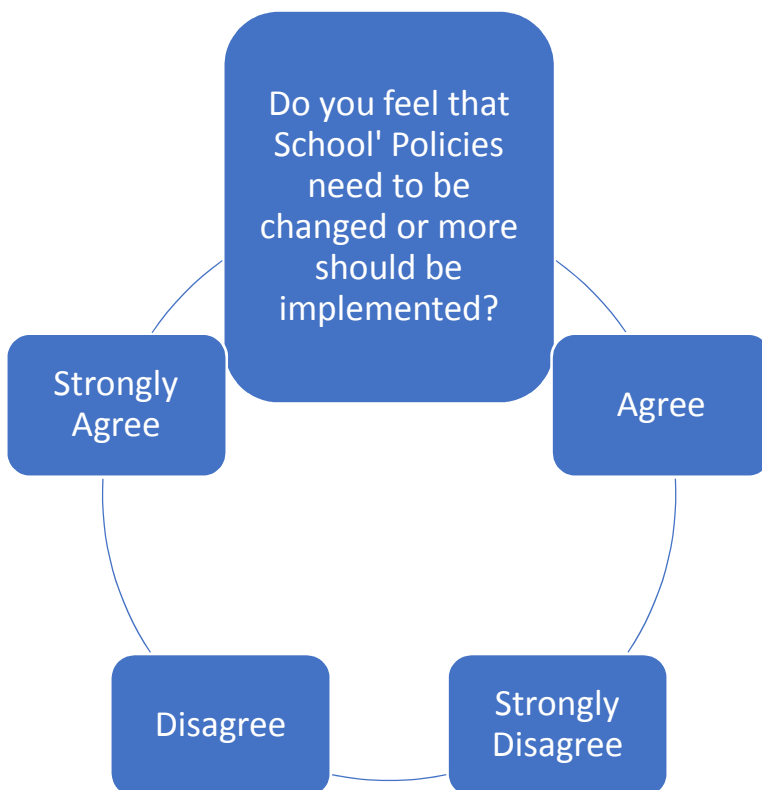 Do you feel that
School' Policies
need to be
changed or more
should be
implemented?
Strongly
Agree
Agree
Disagree
Strongly
Disagree